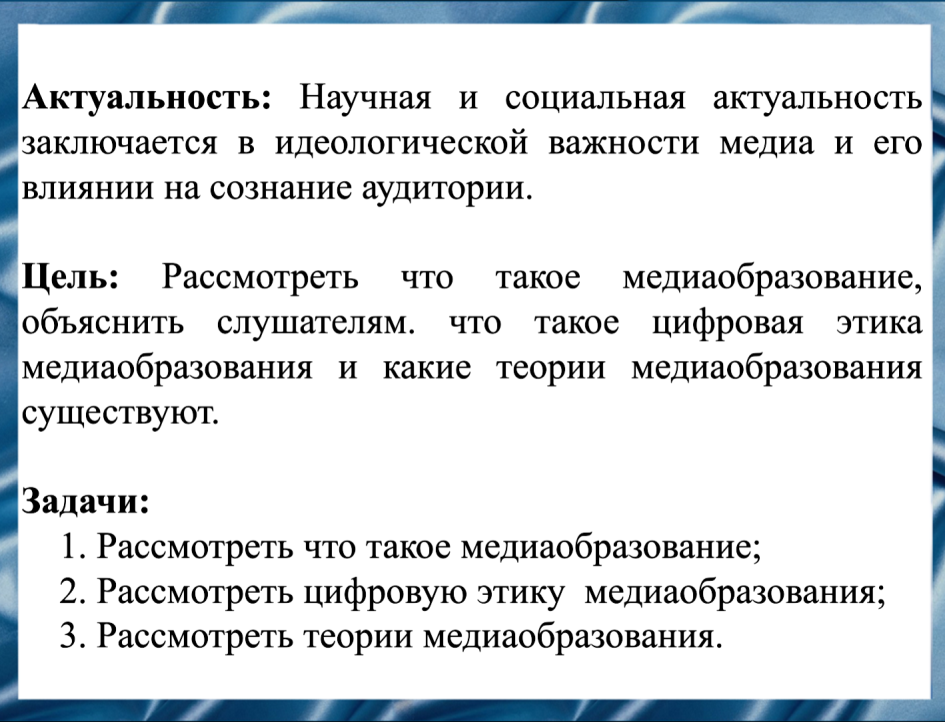 Актуальность: Научная и социальная актуальность
заключается в идеологической важности медиа и его
влиянии на сознание аудитории.
Цель: Рассмотреть что такое медиаобразование,
объяснить слушателям. что такое цифровая этика
медиаобразования и какие теории медиаобразования
существуют.
Задачи:
1. Рассмотреть что такое медиаобразование;
2. Рассмотреть цифровую этику медиаобразования;
3. Рассмотреть теории медиаобразования.